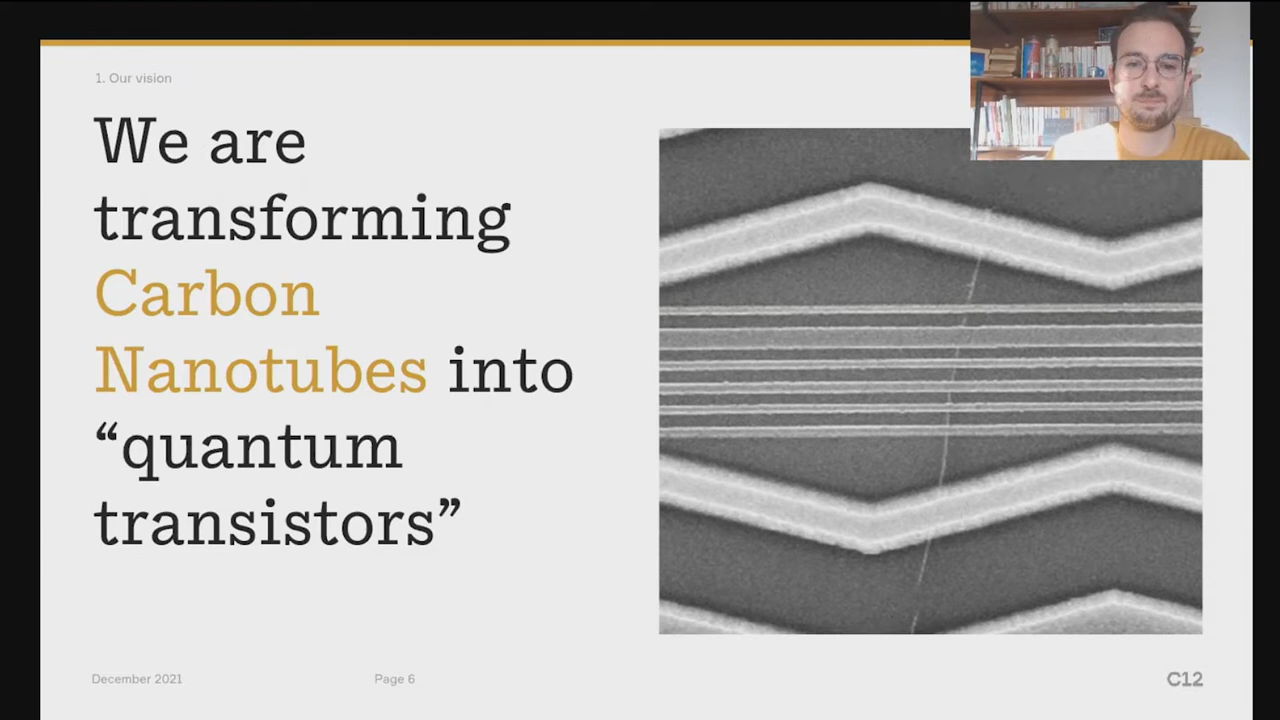 1. Our vision
We are
transforming
Carbon
Nanotubes into
“quantum
transistors”
December 2021
Page 6
C12